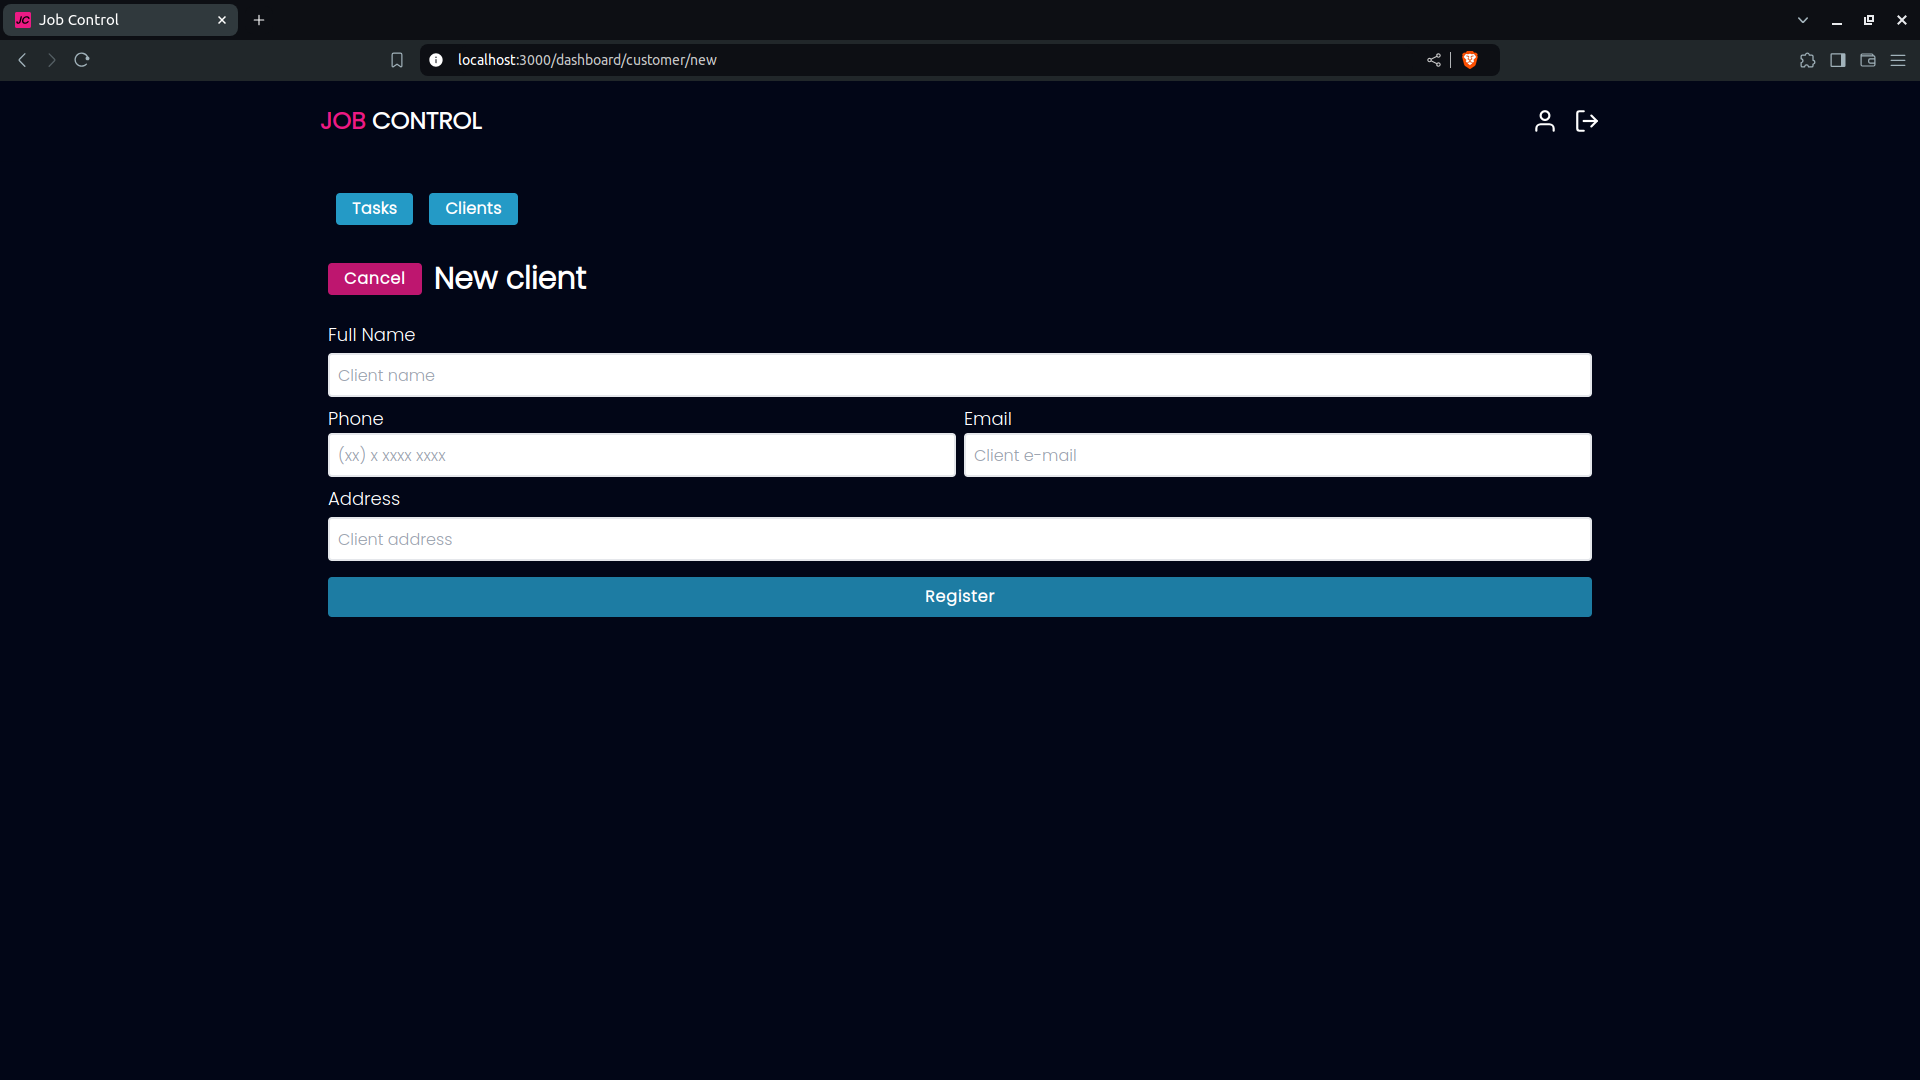 JC Job Control
localhost:3000/dashboard/customer/new
JOB CONTROL
Tasks Clients
Cancel New client
Full Name
Client name
Phone Email
(xx) x xxxx xxxx Client e-mail
Address
Client address
Register